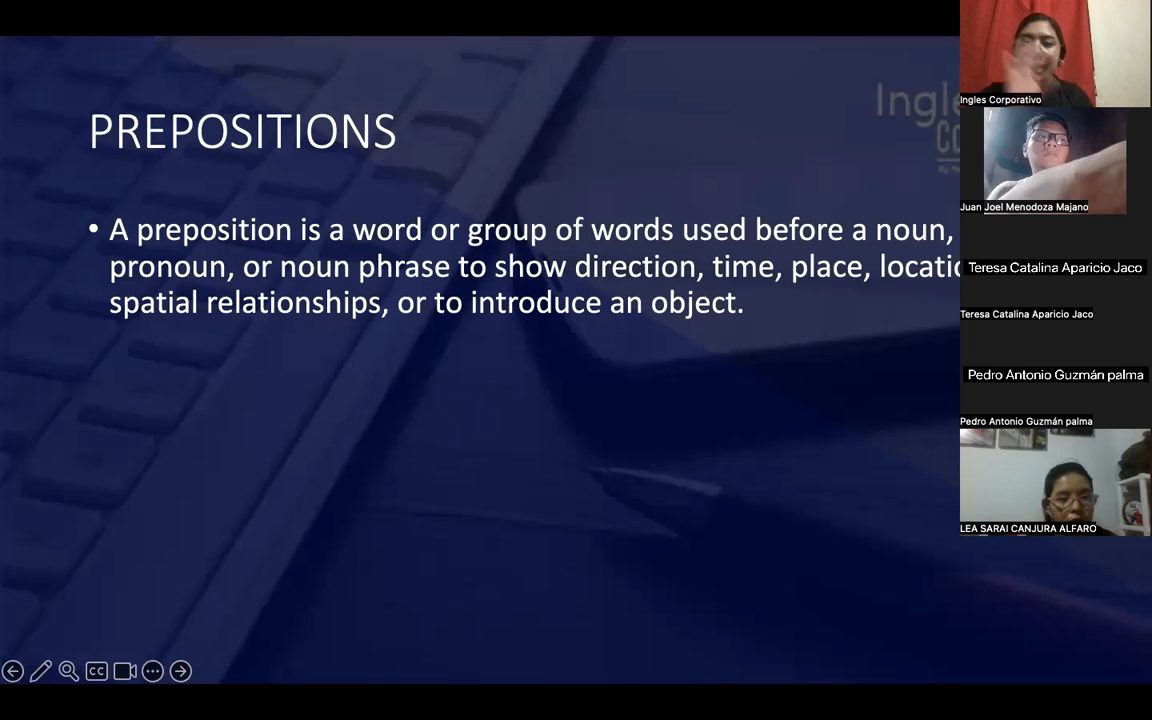 PREPOSITIONS
• A preposition is a word or group of words used before a noun,
pronoun, or noun phrase to show direction, time, place,
spatial relationships, or to introduce an object.
Ingles Corporativo
Juan Joel Menodoza Majano
Teresa Catalina Aparicio Jaco
Teresa Catalina Aparicio Jaco
Pedro Antonio Guzmán palma
Pedro Antonio Guzmán palma
LEA SARAI CANJURA ALFARO
CC